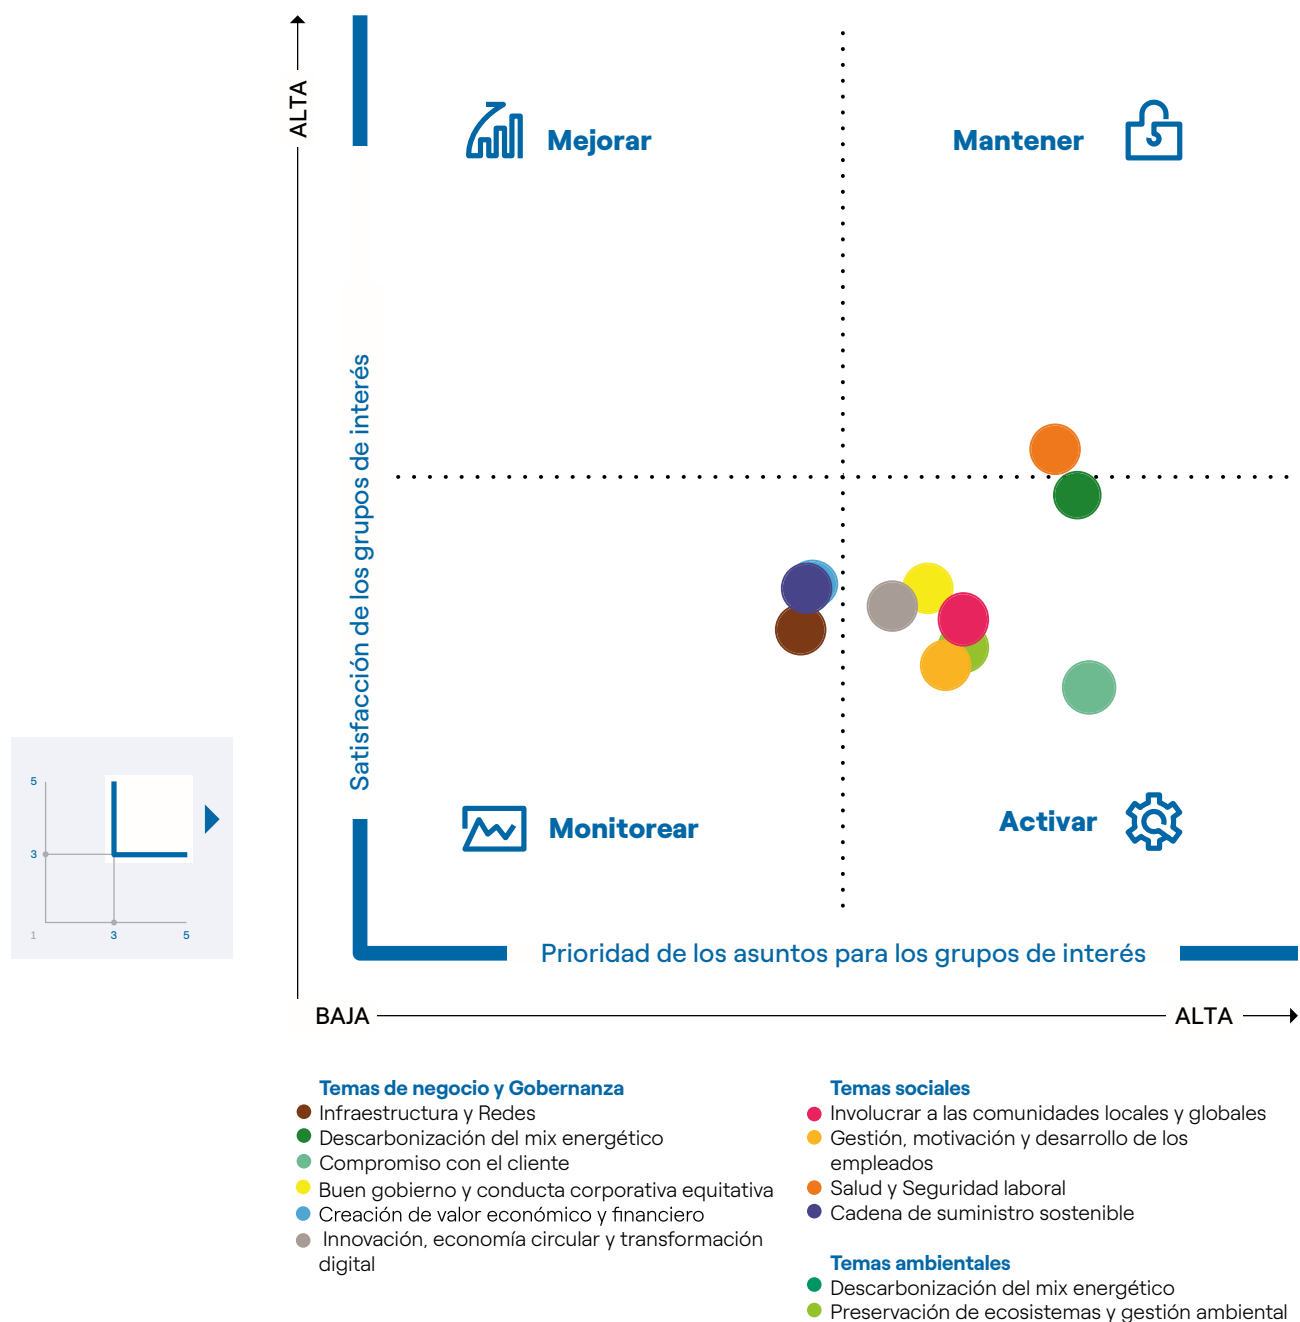 ALTA
Mejorar
Mantener
Satisfacción de los grupos de interés
Monitorear
Activar
5
3
1
3
5
Prioridad de los asuntos para los grupos de interés
BAJA
ALTA
Temas de negocio y Gobernanza
Infraestructura y Redes
Descarbonización del mix energético
Compromiso con el cliente
Buen gobierno y conducta corporativa equitativa
Creación de valor económico y financiero
Innovación, economía circular y transformación
digital
Temas sociales
Involucrar a las comunidades locales y globales
Gestión, motivación y desarrollo de los
empleados
Salud y Seguridad laboral
Cadena de suministro sostenible
Temas ambientales
Descarbonización del mix energético
Preservación de ecosistemas y gestión ambiental